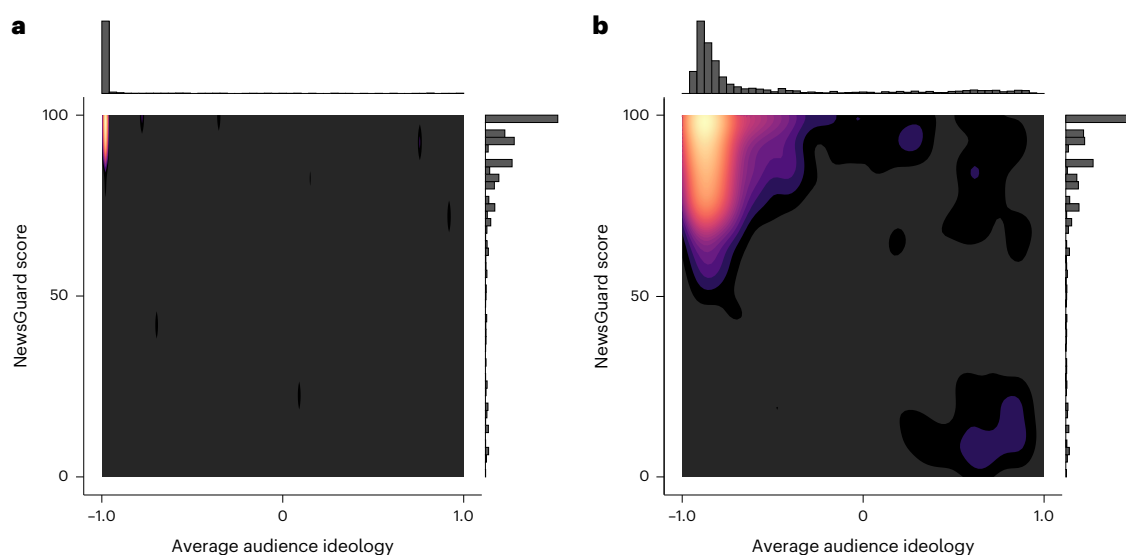 a
100
50
0
NewsGuard score
–1.0 0 1.0
Average audience ideology
b
100
50
0
NewsGuard score
–1.0 0 1.0
Average audience ideology